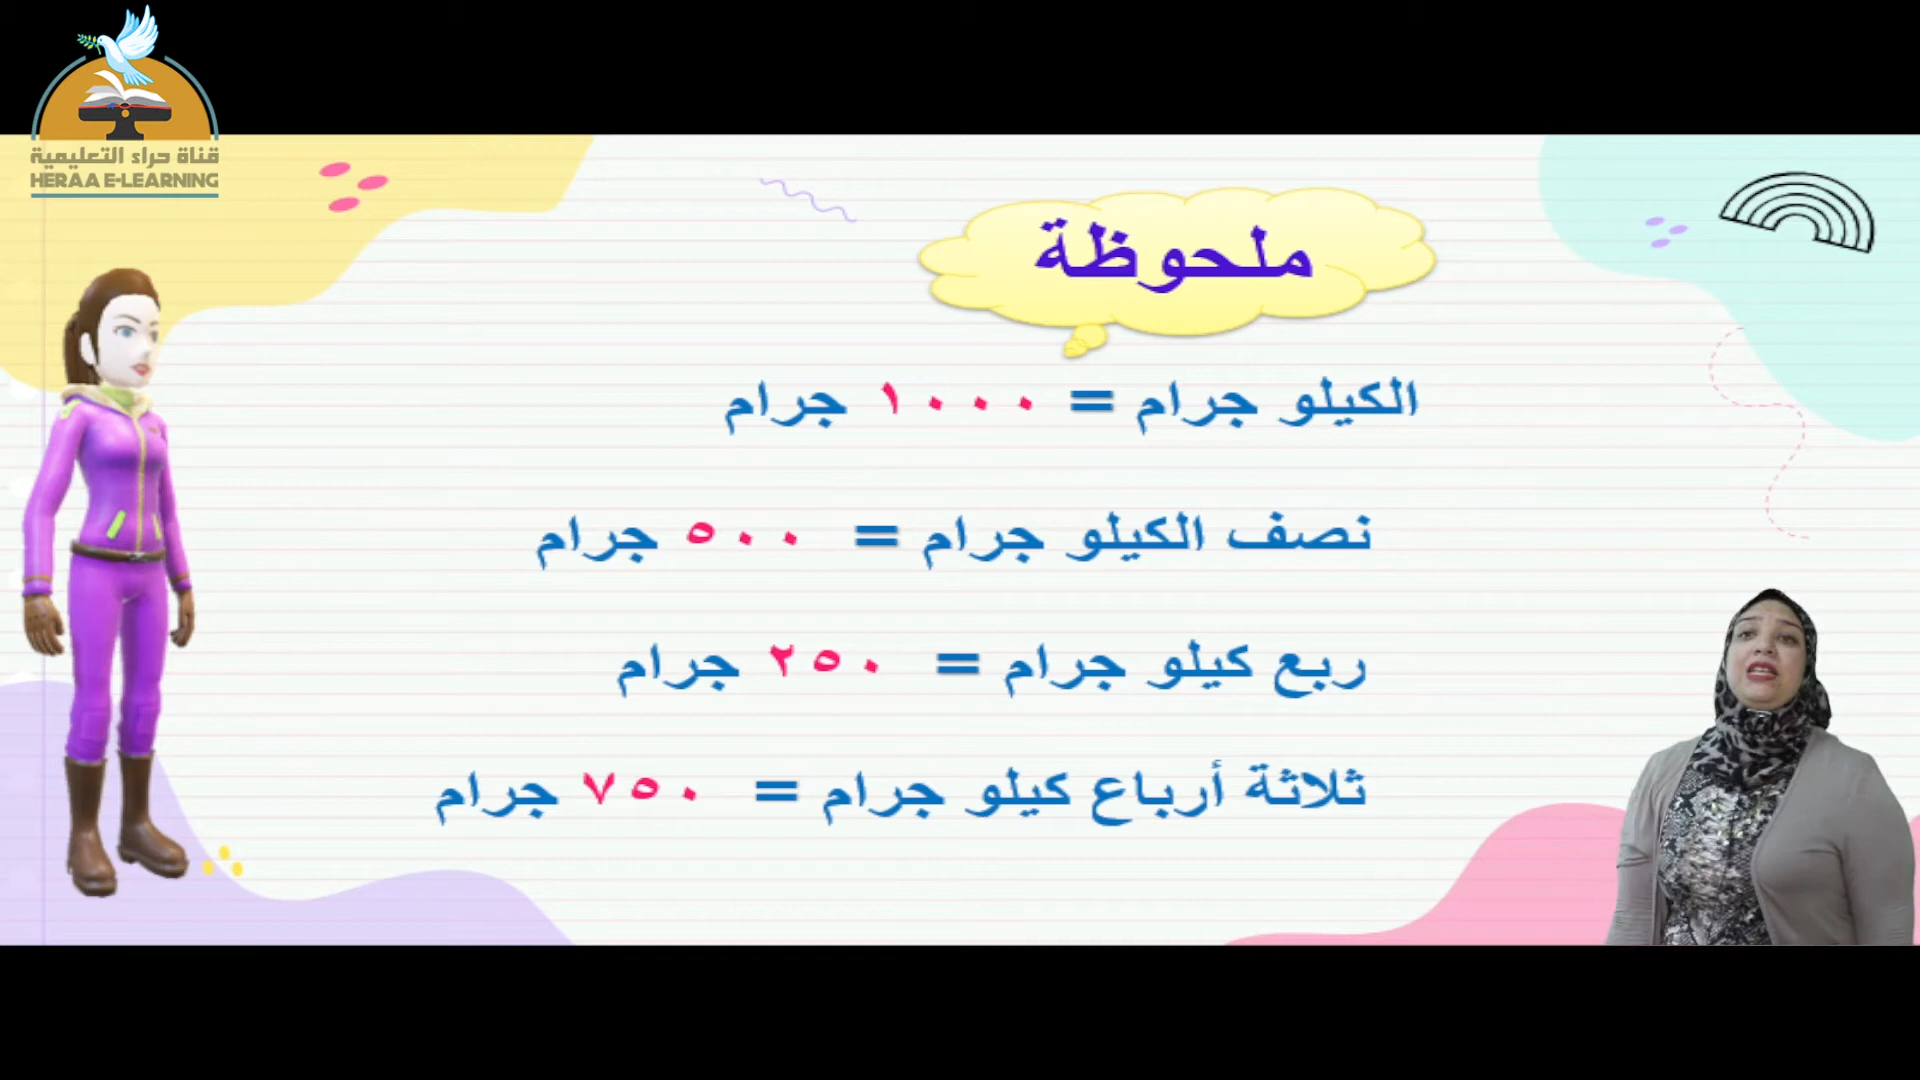 قناة حراء التعليمية
HERAA E-LEARNING
ملحوظة
الكيلو جرام = ١٠٠٠ جرام
نصف الكيلو جرام = ٥٠٠ جرام
ربع كيلو جرام = ٢٥٠ جرام
ثلاثة أرباع كيلو جرام = ٧٥٠ جرام